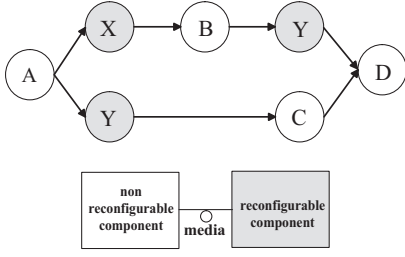 X
B
Y
A
D
Y
C
non
reconfigurable
component
media
reconfigurable
component